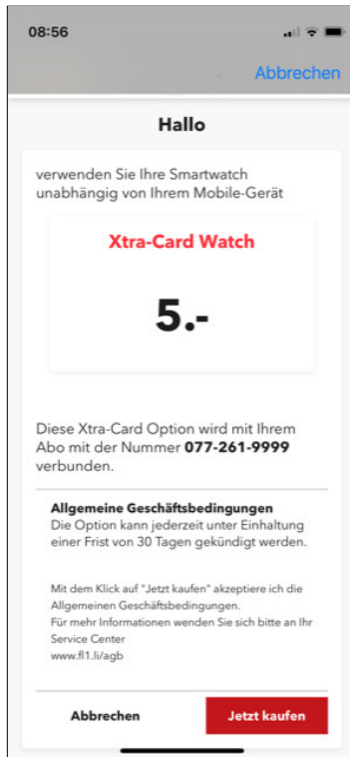 08:56
Abbrechen
Hallo
verwenden Sie Ihre Smartwatch
unabhängig von Ihrem Mobile-Gerät
Xtra-Card Watch
5.-
Diese Xtra-Card Option wird mit Ihrem
Abo mit der Nummer 077-261-9999
verbunden.
Allgemeine Geschäftsbedingungen
Die Option kann jederzeit unter Einhaltung
einer Frist von 30 Tagen gekündigt werden.
Mit dem Klick auf "Jetzt kaufen" akzeptiere ich die
Allgemeinen Geschäftsbedingungen.
Für mehr Informationen wenden Sie sich bitte an Ihr
Service Center
www.fl1.li/agb
Abbrechen Jetzt kaufen